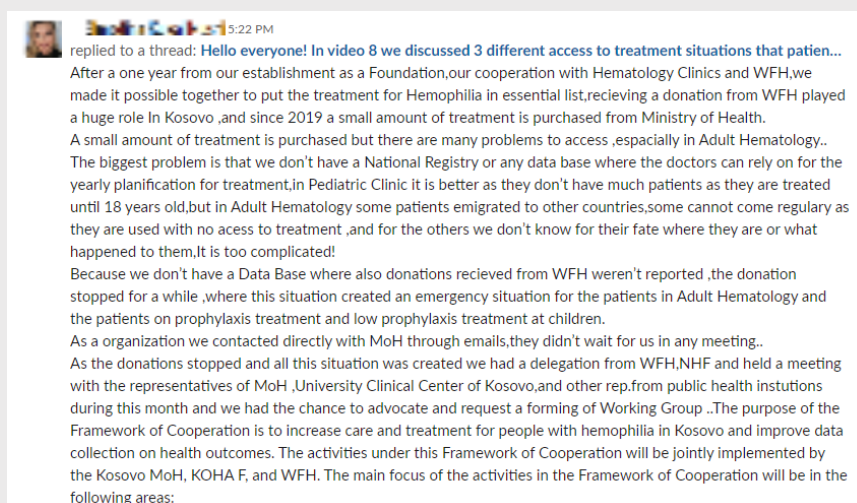 5:22 PM
replied to a thread: Hello everyone! In video 8 we discussed 3 different access to treatment situations that patien...
After a one year from our establishment as a Foundation,our cooperation with Hematology Clinics and WFH,we
made it possible together to put the treatment for Hemophilia in essential list,recieving a donation from WFH played
a huge role In Kosovo ,and since 2019 a small amount of treatment is purchased from Ministry of Health.
A small amount of treatment is purchased but there are many problems to access ,espacially in Adult Hematology..
The biggest problem is that we don't have a National Registry or any data base where the doctors can rely on for the
yearly planification for treatment,in Pediatric Clinic it is better as they don't have much patients as they are treated
until 18 years old,but in Adult Hematology some patients emigrated to other countries,some cannot come regulary as
they are used with no acess to treatment ,and for the others we don't know for their fate where they are or what
happened to them,It is too complicated!
Because we don't have a Data Base where also donations recieved from WFH weren't reported ,the donation
stopped for a while ,where this situation created an emergency situation for the patients in Adult Hematology and
the patients on prophylaxis treatment and low prophylaxis treatment at children.
As a organization we contacted directly with MoH through emails,they didn't wait for us in any meeting..
As the donations stopped and all this situation was created we had a delegation from WFH,NHF and held a meeting
with the representatives of MoH ,University Clinical Center of Kosovo,and other rep.from public health instutions
during this month and we had the chance to advocate and request a forming of Working Group ..The purpose of the
Framework of Cooperation is to increase care and treatment for people with hemophilia in Kosovo and improve data
collection on health outcomes. The activities under this Framework of Cooperation will be jointly implemented by
the Kosovo MoH, KOHA F, and WFH. The main focus of the activities in the Framework of Cooperation will be in the
following areas: